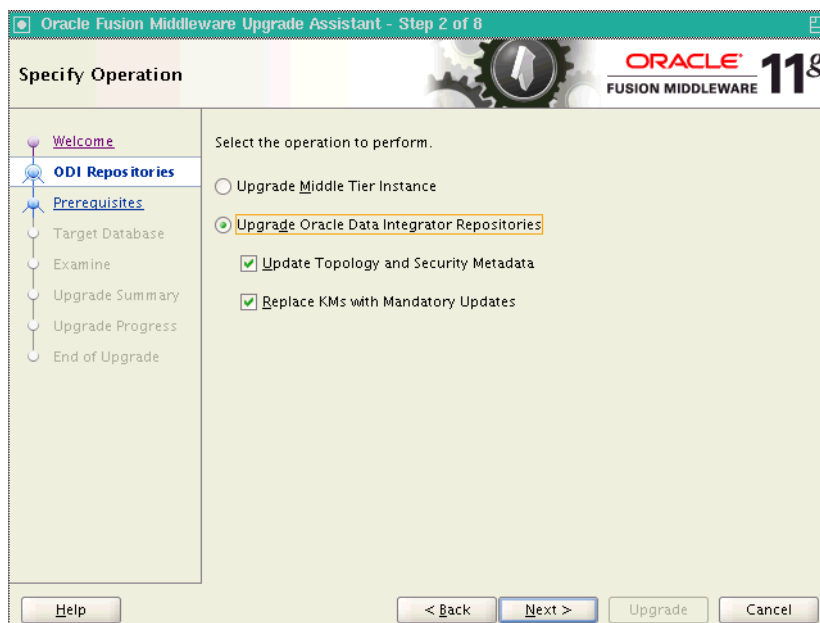 Oracle Fusion Middleware Upgrade Assistant - Step 2 of 8
Specify Operation
ORACLE
FUSION MIDDLEWARE
11g
Welcome
ODI Repositories
Prerequisites
Target Database
Examine
Upgrade Summary
Upgrade Progress
End of Upgrade
Select the operation to perform.
Upgrade Middle Tier Instance
Upgrade Oracle Data Integrator Repositories
Update Topology and Security Metadata
Replace KMs with Mandatory Updates
Help
< Back
Next >
Upgrade
Cancel